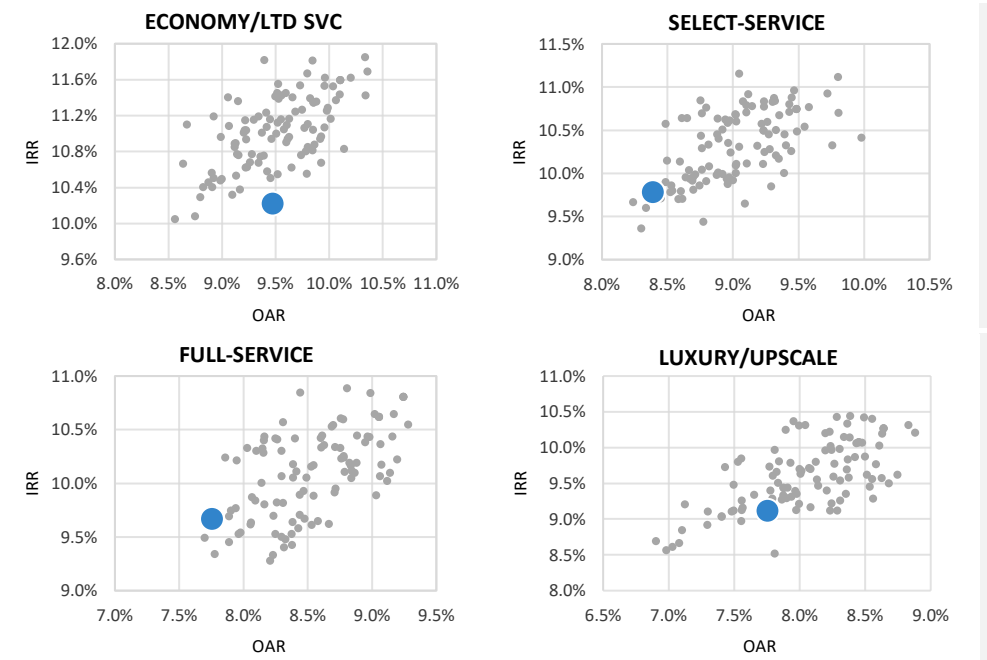 ECONOMY/LTD SVC
12.0%
11.6%
11.2%
10.8%
10.4%
10.0%
9.6%
IRR
8.0% 8.5% 9.0% 9.5% 10.0% 10.5% 11.0%
OAR
SELECT-SERVICE
11.5%
11.0%
10.5%
10.0%
9.5%
9.0%
IRR
8.0% 8.5% 9.0% 9.5% 10.0% 10.5%
OAR
FULL-SERVICE
11.0%
10.5%
10.0%
9.5%
9.0%
IRR
7.0% 7.5% 8.0% 8.5% 9.0% 9.5%
OAR
LUXURY/UPSCALE
11.0%
10.5%
10.0%
9.5%
9.0%
8.5%
8.0%
IRR
6.5% 7.0% 7.5% 8.0% 8.5% 9.0%
OAR